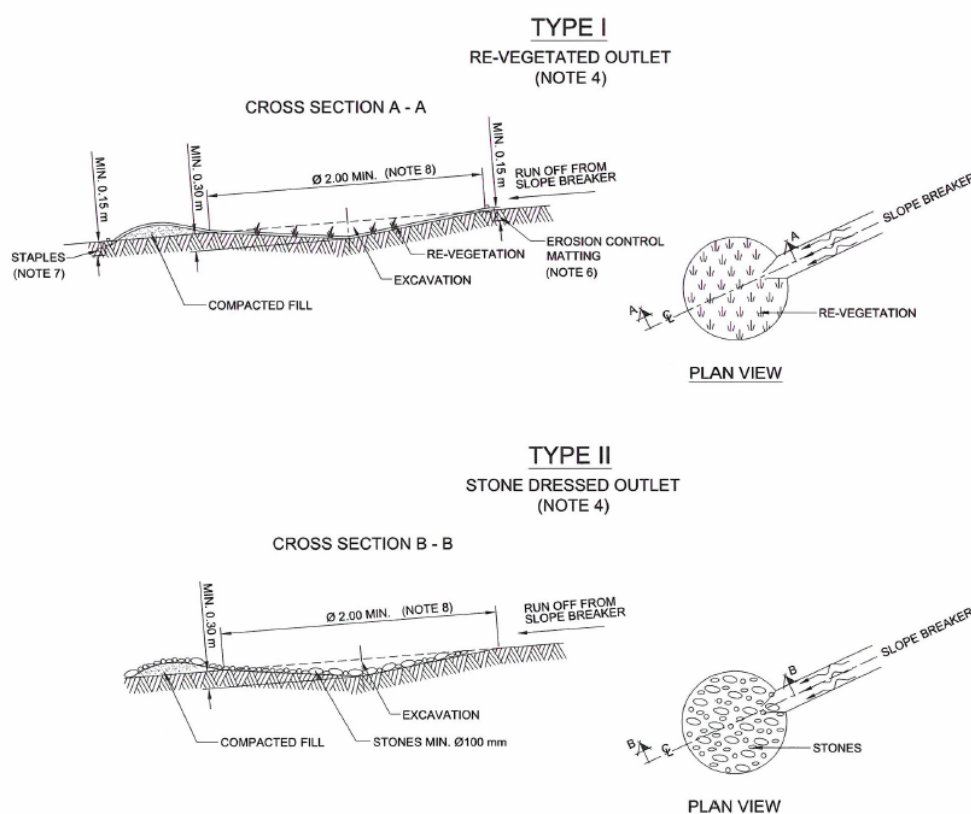 TYPE I
RE-VEGETATED OUTLET
(NOTE 4)
CROSS SECTION A - A
MIN. 0.15 m
MIN. 0.30 m
Ø 2.00 MIN. (NOTE 8)
MIN. 0.15 m
RUN OFF FROM
SLOPE BREAKER
STAPLES
(NOTE 7)
COMPACTED FILL
EXCAVATION
RE-VEGETATION
EROSION CONTROL
MATTING
(NOTE 6)
SLOPE BREAKER
A
A
℄
RE-VEGETATION
PLAN VIEW
TYPE II
STONE DRESSED OUTLET
(NOTE 4)
CROSS SECTION B - B
MIN. 0.30 m
Ø 2.00 MIN. (NOTE 8)
RUN OFF FROM
SLOPE BREAKER
COMPACTED FILL
STONES MIN. Ø100 mm
EXCAVATION
SLOPE BREAKER
B
B
℄
STONES
PLAN VIEW